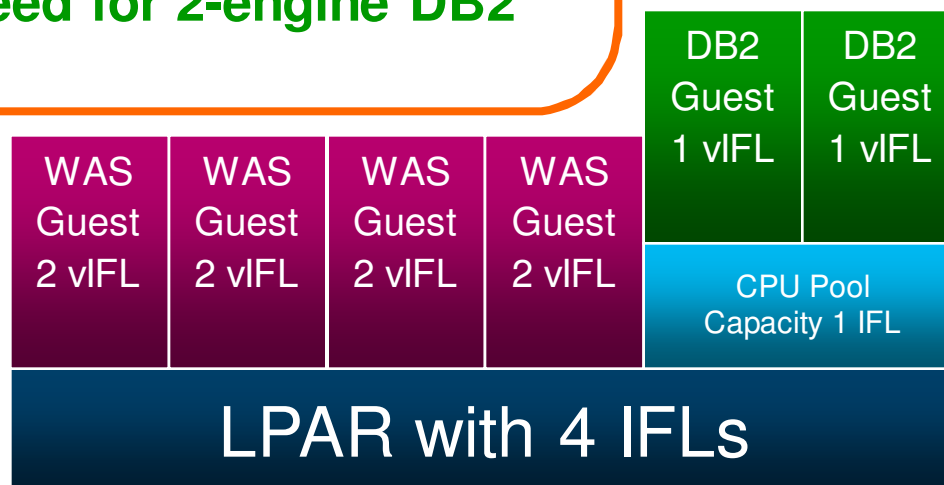 for 2-engine DB2
DB2
Guest
1 vIFL
DB2
Guest
1 vIFL
WAS
Guest
2 vIFL
WAS
Guest
2 vIFL
WAS
Guest
2 vIFL
WAS
Guest
2 vIFL
CPU Pool
Capacity 1 IFL
LPAR with 4 IFLs